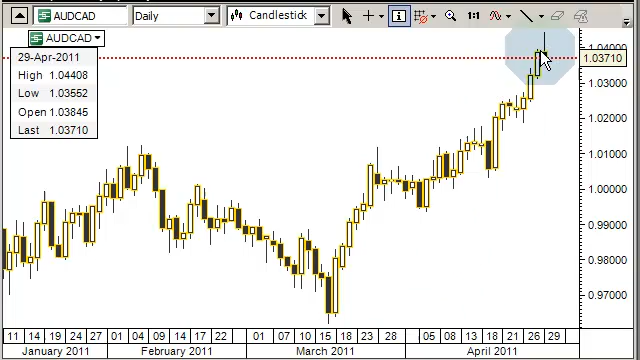 AUDCAD Daily Candlestick 1:1
AUDCAD
29-Apr-2011
High 1.04408
Low 1.03552
Open 1.03845
Last 1.03710
1.04000
1.03710
1.02000
1.01000
1.00000
0.99000
0.98000
0.97000
11 14 19 24 27 01 04 09 14 17 22 01 07 10 15 18 23 28 05 08 13 18 21 26 29
January 2011 February 2011 March 2011 April 2011